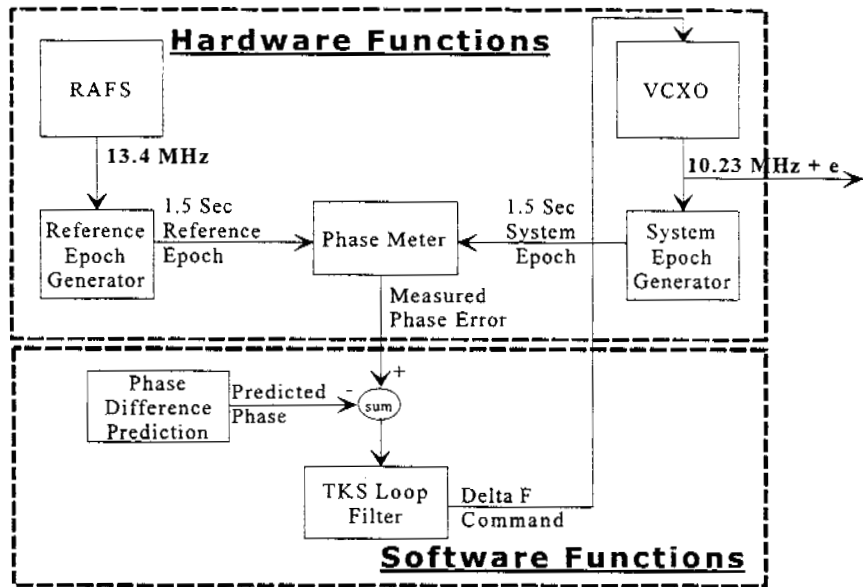 Hardware Functions
RAFS
VCXO
13.4 MHz
10.23 MHz + e
Reference
Epoch
Generator
1.5 Sec
Reference
Epoch
Phase Meter
1.5 Sec
System
Epoch
System
Epoch
Generator
Measured
Phase Error
+
-
Phase
Difference
Prediction
Predicted
Phase
sum
TKS Loop
Filter
Delta F
Command
Software Functions